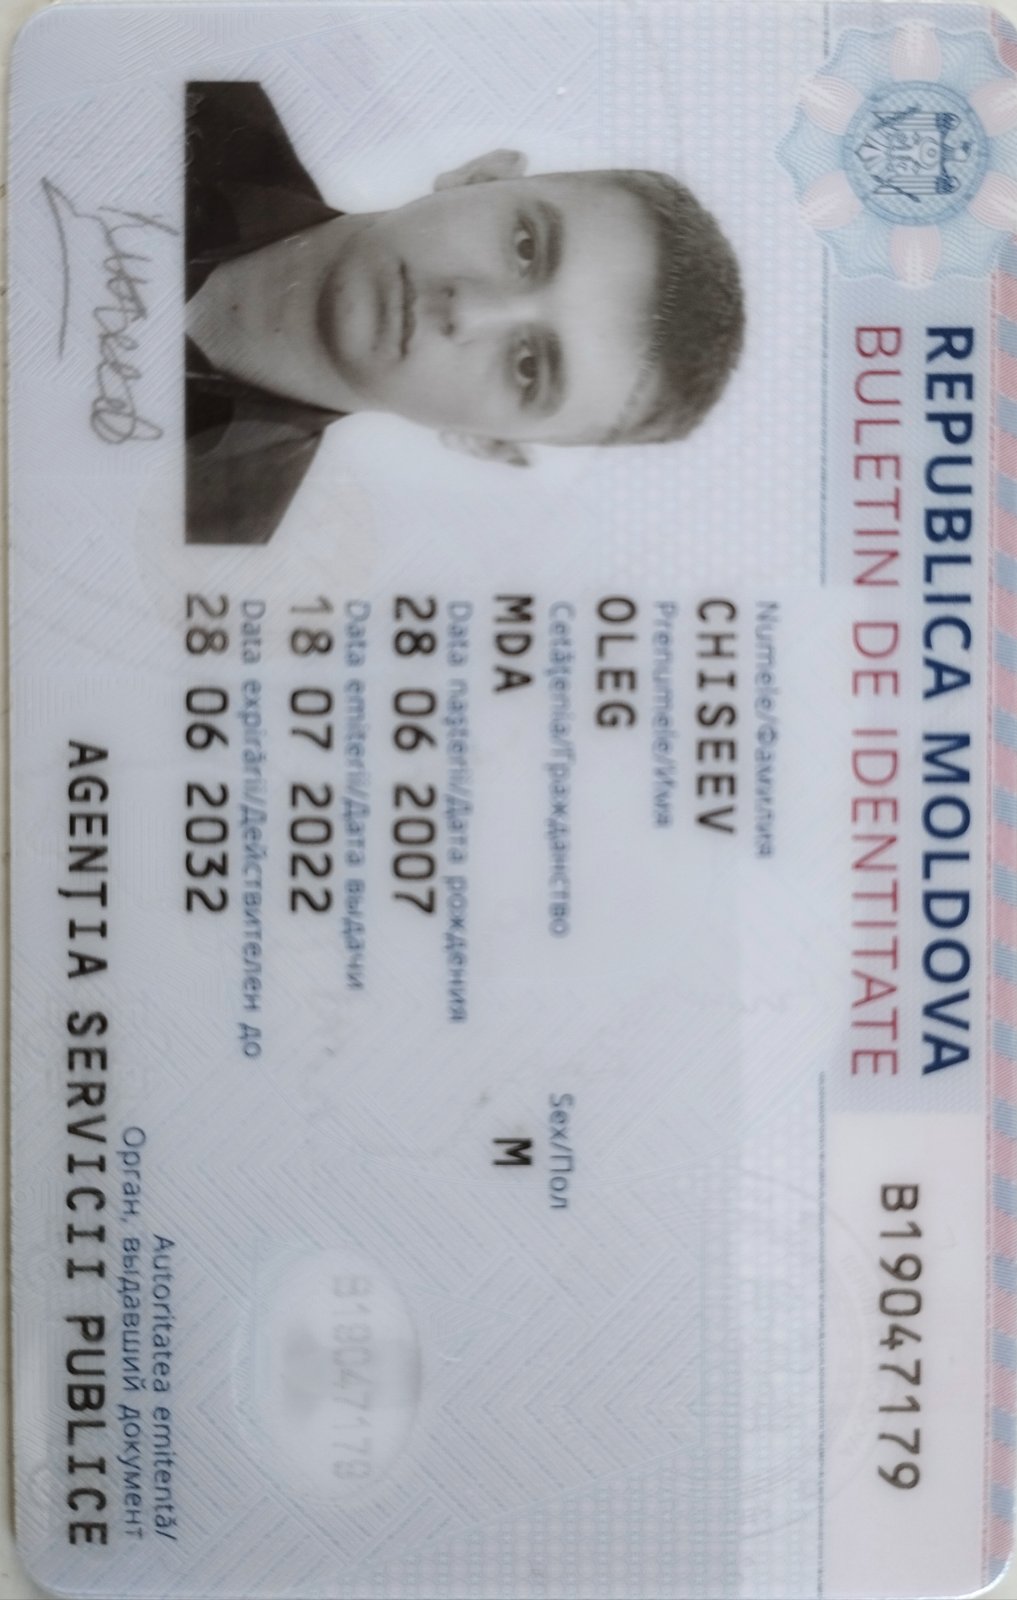 REPUBLICA MOLDOVA
BULETIN DE IDENTITATE
B19047179
Numele/Фамилия
CHISEEV
Prenumele/Имя
OLEG
Cetăţenia/Гражданство
MDA
Sex/Пол
M
Data naşterii/Дата рождения
28 06 2007
Data emiterii/Дата выдачи
18 07 2022
Data expirării/Действителен до
28 06 2032
B19047179
Autoritatea emitentă/
Орган, выдавший документ
AGENŢIA SERVICII PUBLICE